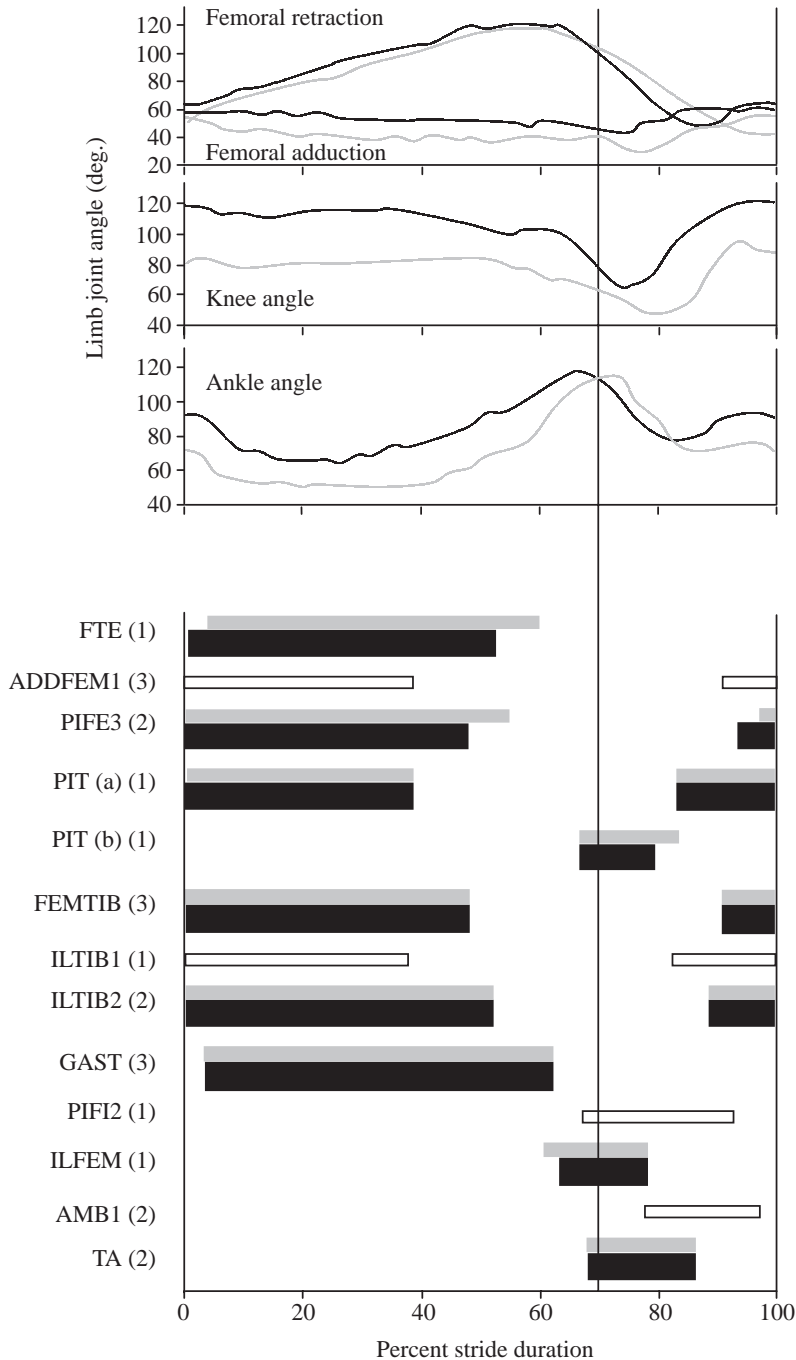 Limb joint angle (deg.)
Femoral retraction
120
100
80
60
40
20
Femoral adduction
120
100
80
60
40
Knee angle
Ankle angle
120
100
80
60
40
FTE (1)
ADDFEM1 (3)
PIFE3 (2)
PIT (a) (1)
PIT (b) (1)
FEMTIB (3)
ILTIB1 (1)
ILTIB2 (2)
GAST (3)
PIFI2 (1)
ILFEM (1)
AMB1 (2)
TA (2)
0 20 40 60 80 100
Percent stride duration